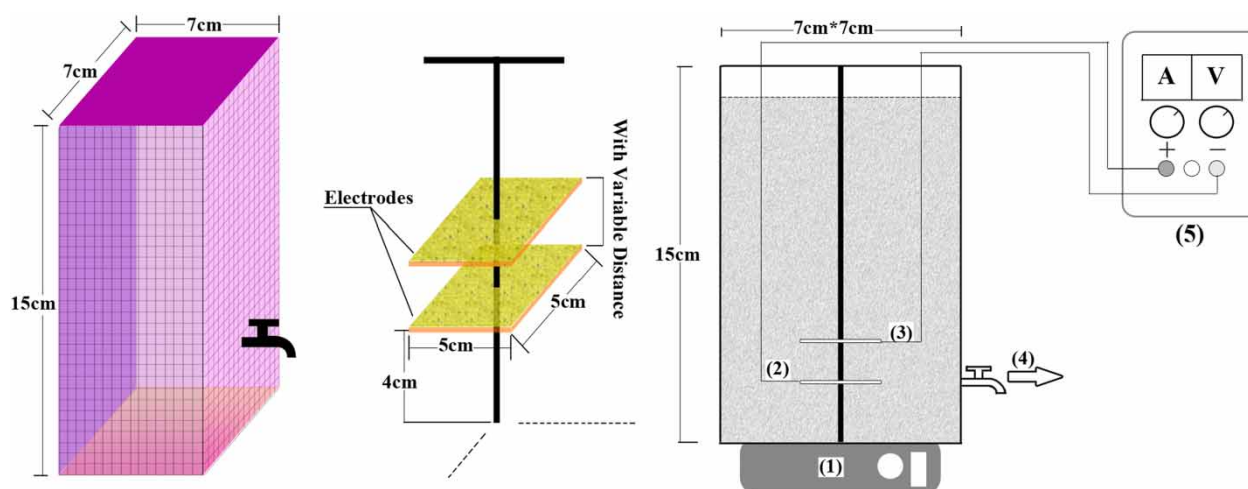 7cm
7cm
15cm
Electrodes
With Variable Distance
5cm
5cm
4cm
7cm*7cm
15cm
(1)
(2)
(3)
(4)
A V
+ −
(5)